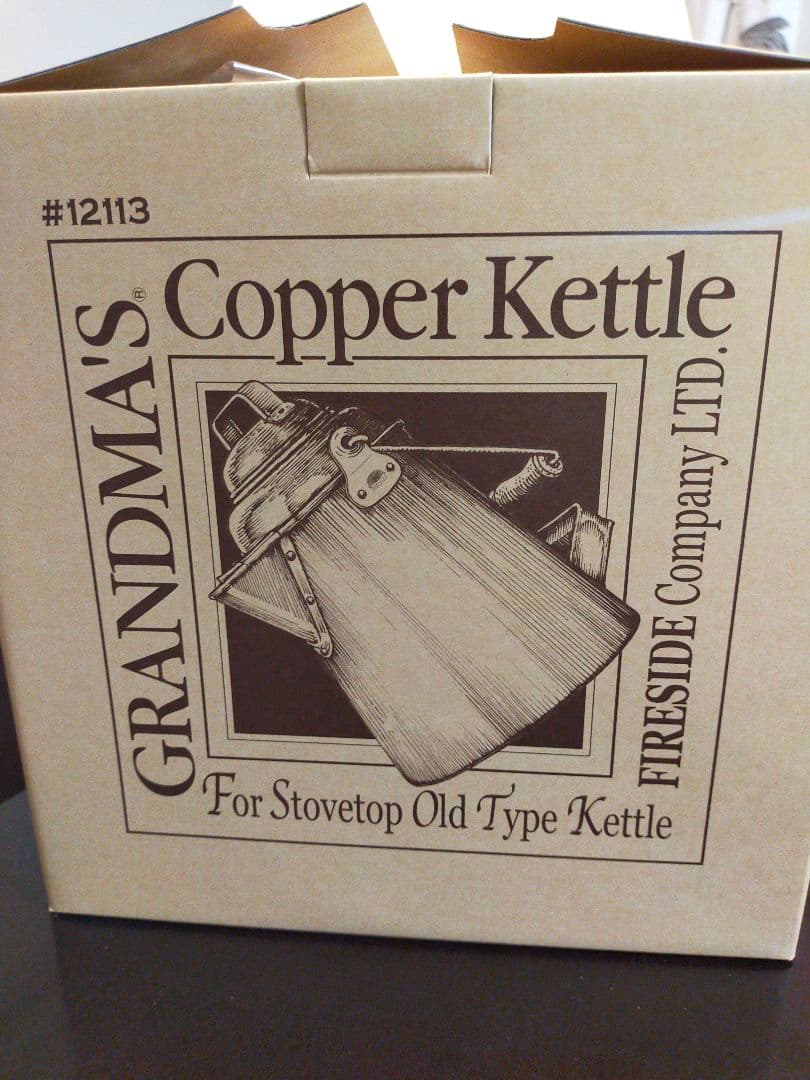 #12113
GRANDMA'S®
Copper Kettle
FIRESIDE Company LTD.
For Stovetop Old Type Kettle